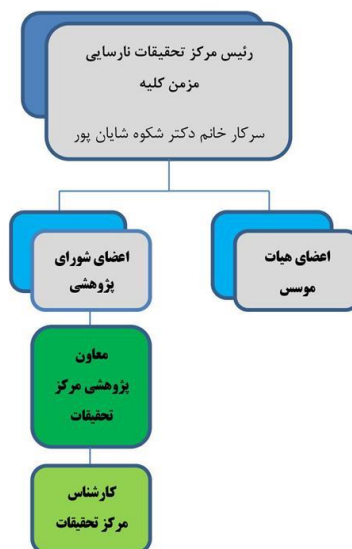 رئیس مرکز تحقیقات نارسایی
مزمن کلیه
سرکار خانم دکتر شکوه شایان پور
اعضای هیات
موسس
اعضای شورای
پژوهشی
معاون
پژوهشی مرکز
تحقیقات
کارشناس
مرکز تحقیقات